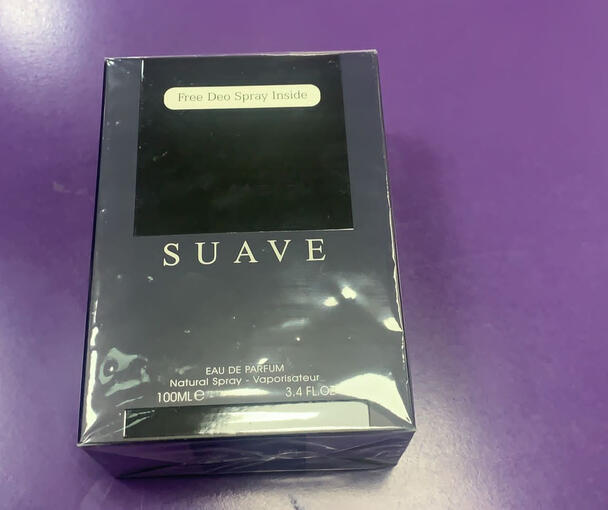 Free Deo Spray Inside
SUAVE
EAU DE PARFUM
Natural Spray - Vaporisateur
100ML℮ 3.4 FL.OZ